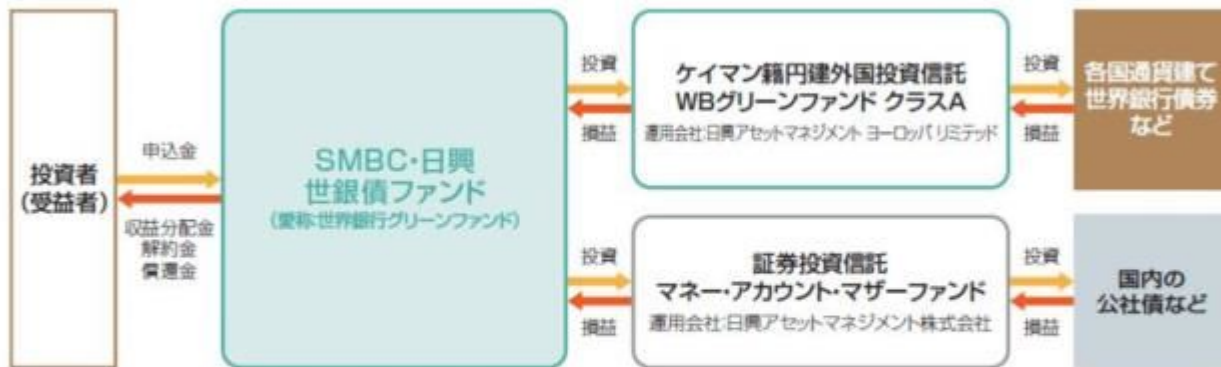 投資者
(受益者)
申込金
収益分配金
解約金
償還金
SMBC・日興
世銀債ファンド
(愛称:世界銀行グリーンファンド)
投資
損益
ケイマン籍円建外国投資信託
WBグリーンファンド クラスA
運用会社:日興アセットマネジメント ヨーロッパ リミテッド
投資
損益
各国通貨建て
世界銀行債券
など
投資
損益
証券投資信託
マネー・アカウント・マザーファンド
運用会社:日興アセットマネジメント株式会社
投資
損益
国内の
公社債など